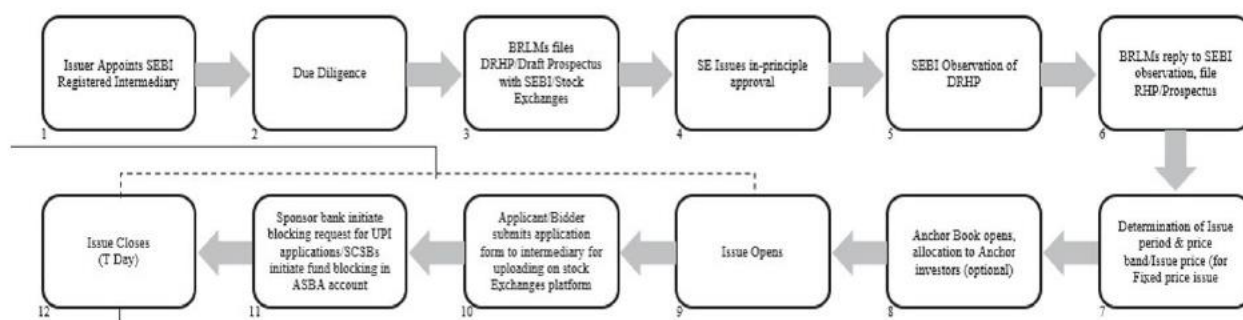 Issuer Appoints SEBI
Registered Intermediary
1
Due Diligence
2
BRLMs files
DRHP/Draft Prospectus
with SEBI/Stock
Exchanges
3
SE Issues in-principle
approval
4
SEBI Observation of
DRHP
5
BRLMs reply to SEBI
observation, file
RHP/Prospectus
6
Determination of Issue
period & price
band/Issue price (for
Fixed price issue
7
Anchor Book opens,
allocation to Anchor
investors (optional)
8
Issue Opens
9
Applicant/Bidder
submits application
form to intermediary for
uploading on stock
Exchanges platform
10
Sponsor bank initiate
blocking request for UPI
applications/SCSBs
initiate fund blocking in
ASBA account
11
Issue Closes
(T Day)
12